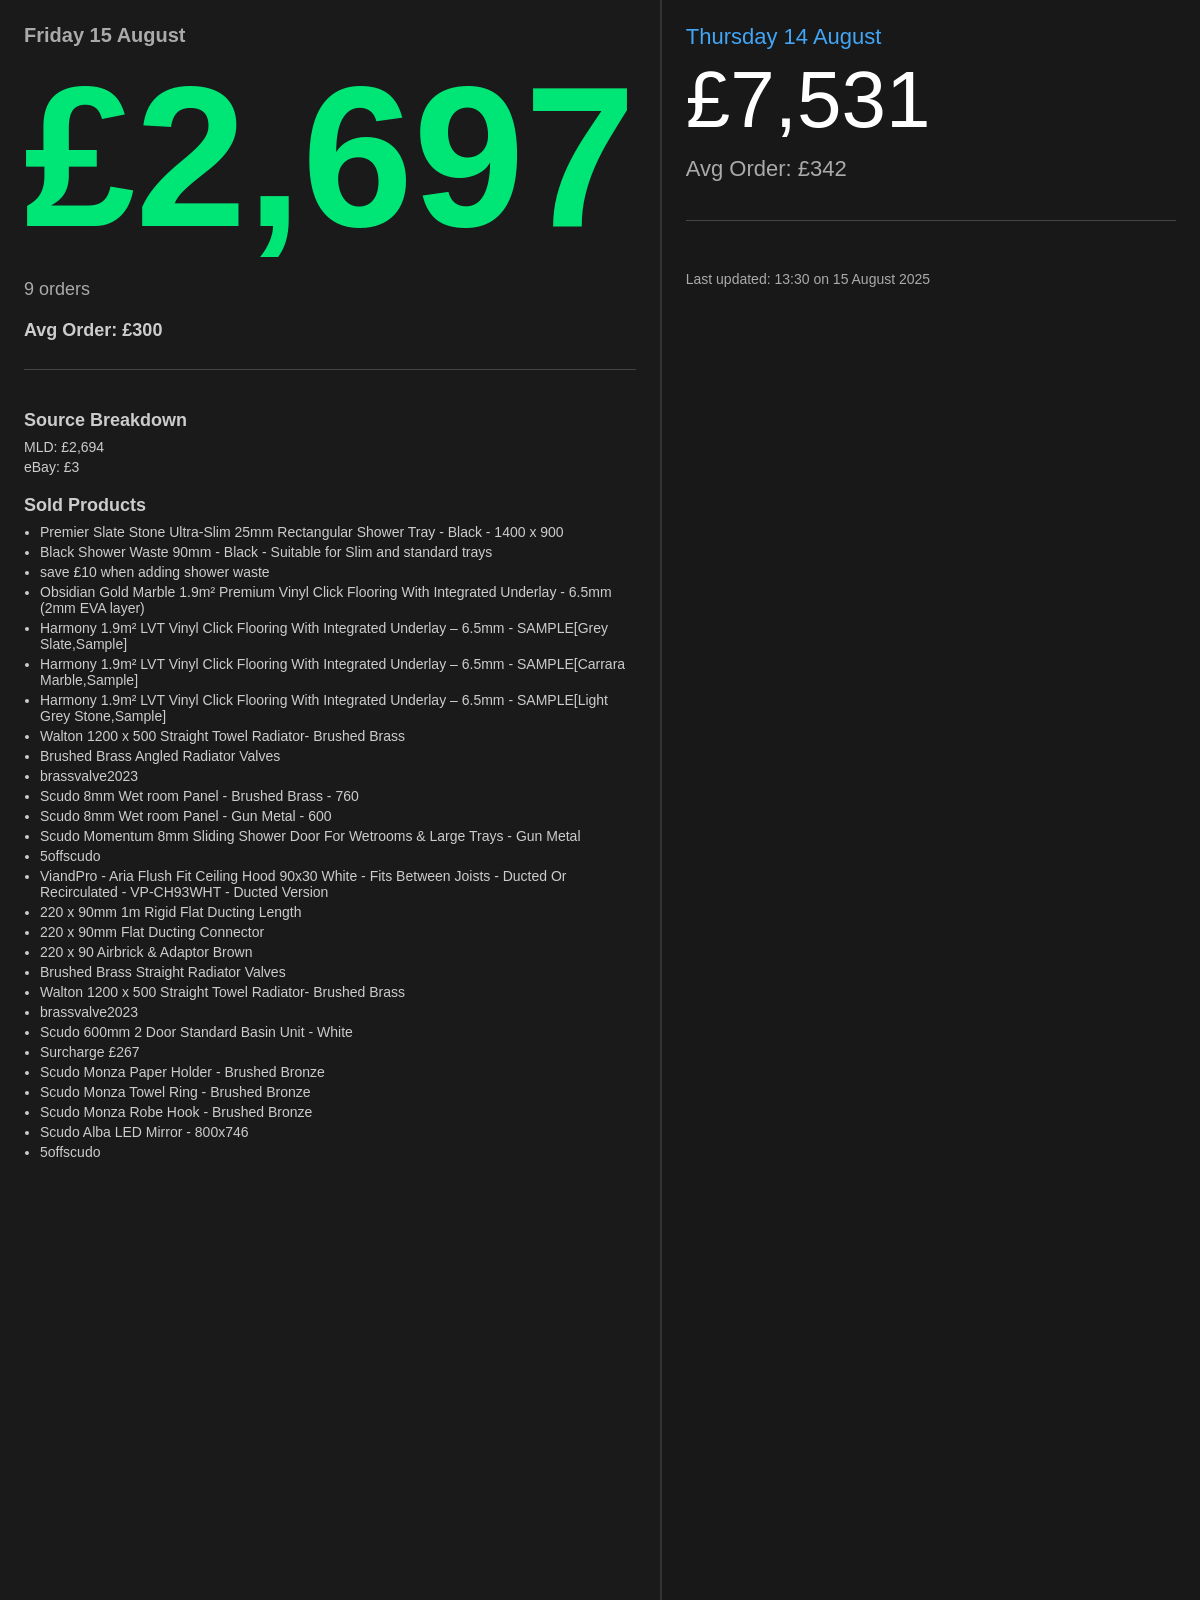 Friday 15 August
£2,697
9 orders
Avg Order: £300
Source Breakdown
MLD: £2,694
eBay: £3
Sold Products
• Premier Slate Stone Ultra-Slim 25mm Rectangular Shower Tray - Black - 1400 x 900
• Black Shower Waste 90mm - Black - Suitable for Slim and standard trays
• save £10 when adding shower waste
• Obsidian Gold Marble 1.9m² Premium Vinyl Click Flooring With Integrated Underlay - 6.5mm
(2mm EVA layer)
• Harmony 1.9m² LVT Vinyl Click Flooring With Integrated Underlay – 6.5mm - SAMPLE[Grey
Slate,Sample]
• Harmony 1.9m² LVT Vinyl Click Flooring With Integrated Underlay – 6.5mm - SAMPLE[Carrara
Marble,Sample]
• Harmony 1.9m² LVT Vinyl Click Flooring With Integrated Underlay – 6.5mm - SAMPLE[Light
Grey Stone,Sample]
• Walton 1200 x 500 Straight Towel Radiator- Brushed Brass
• Brushed Brass Angled Radiator Valves
• brassvalve2023
• Scudo 8mm Wet room Panel - Brushed Brass - 760
• Scudo 8mm Wet room Panel - Gun Metal - 600
• Scudo Momentum 8mm Sliding Shower Door For Wetrooms & Large Trays - Gun Metal
• 5offscudo
• ViandPro - Aria Flush Fit Ceiling Hood 90x30 White - Fits Between Joists - Ducted Or
Recirculated - VP-CH93WHT - Ducted Version
• 220 x 90mm 1m Rigid Flat Ducting Length
• 220 x 90mm Flat Ducting Connector
• 220 x 90 Airbrick & Adaptor Brown
• Brushed Brass Straight Radiator Valves
• Walton 1200 x 500 Straight Towel Radiator- Brushed Brass
• brassvalve2023
• Scudo 600mm 2 Door Standard Basin Unit - White
• Surcharge £267
• Scudo Monza Paper Holder - Brushed Bronze
• Scudo Monza Towel Ring - Brushed Bronze
• Scudo Monza Robe Hook - Brushed Bronze
• Scudo Alba LED Mirror - 800x746
• 5offscudo
Thursday 14 August
£7,531
Avg Order: £342
Last updated: 13:30 on 15 August 2025